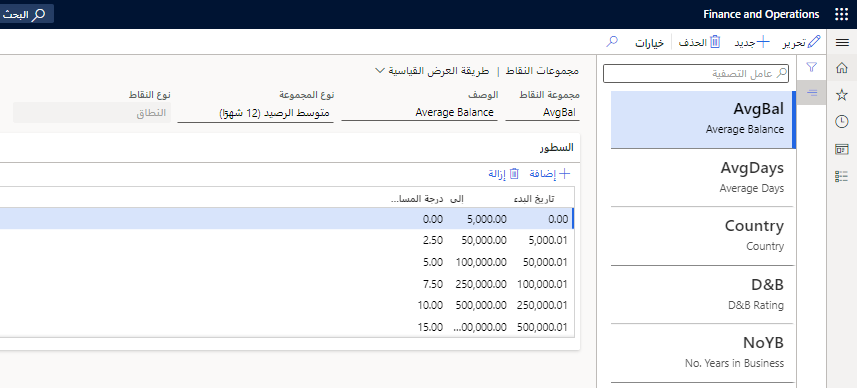 Finance and Operations
البحث
تحرير
جديد
الحذف
خيارات
عامل التصفية
AvgBal
Average Balance
AvgDays
Average Days
Country
Country
D&B
D&B Rating
NoYB
No. Years in Business
مجموعات النقاط | طريقة العرض القياسية
مجموعة النقاط الوصف نوع المجموعة نوع النقاط
AvgBal Average Balance متوسط الرصيد (12 شهرًا) النطاق
السطور
إضافة إزالة
تاريخ البدء إلى درجة المسا...
0.00 5,000.00 0.00
5,000.01 50,000.00 2.50
50,000.01 100,000.00 5.00
100,000.01 250,000.00 7.50
250,000.01 500,000.00 10.00
500,000.01 ...00,000.00 15.00